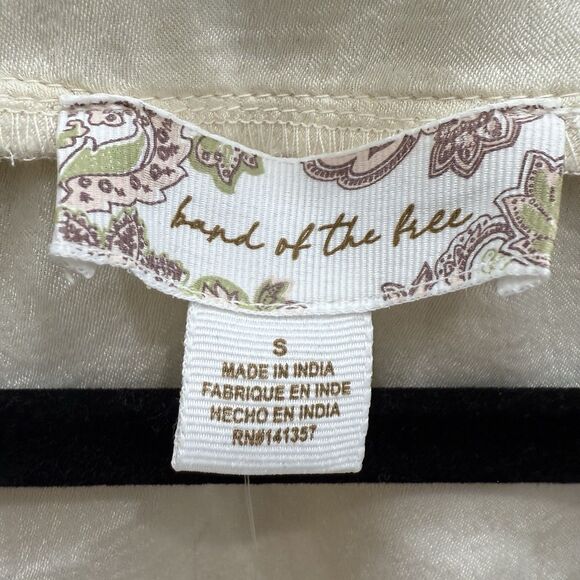 band of the free
S
MADE IN INDIA
FABRIQUE EN INDE
HECHO EN INDIA
RN#141357